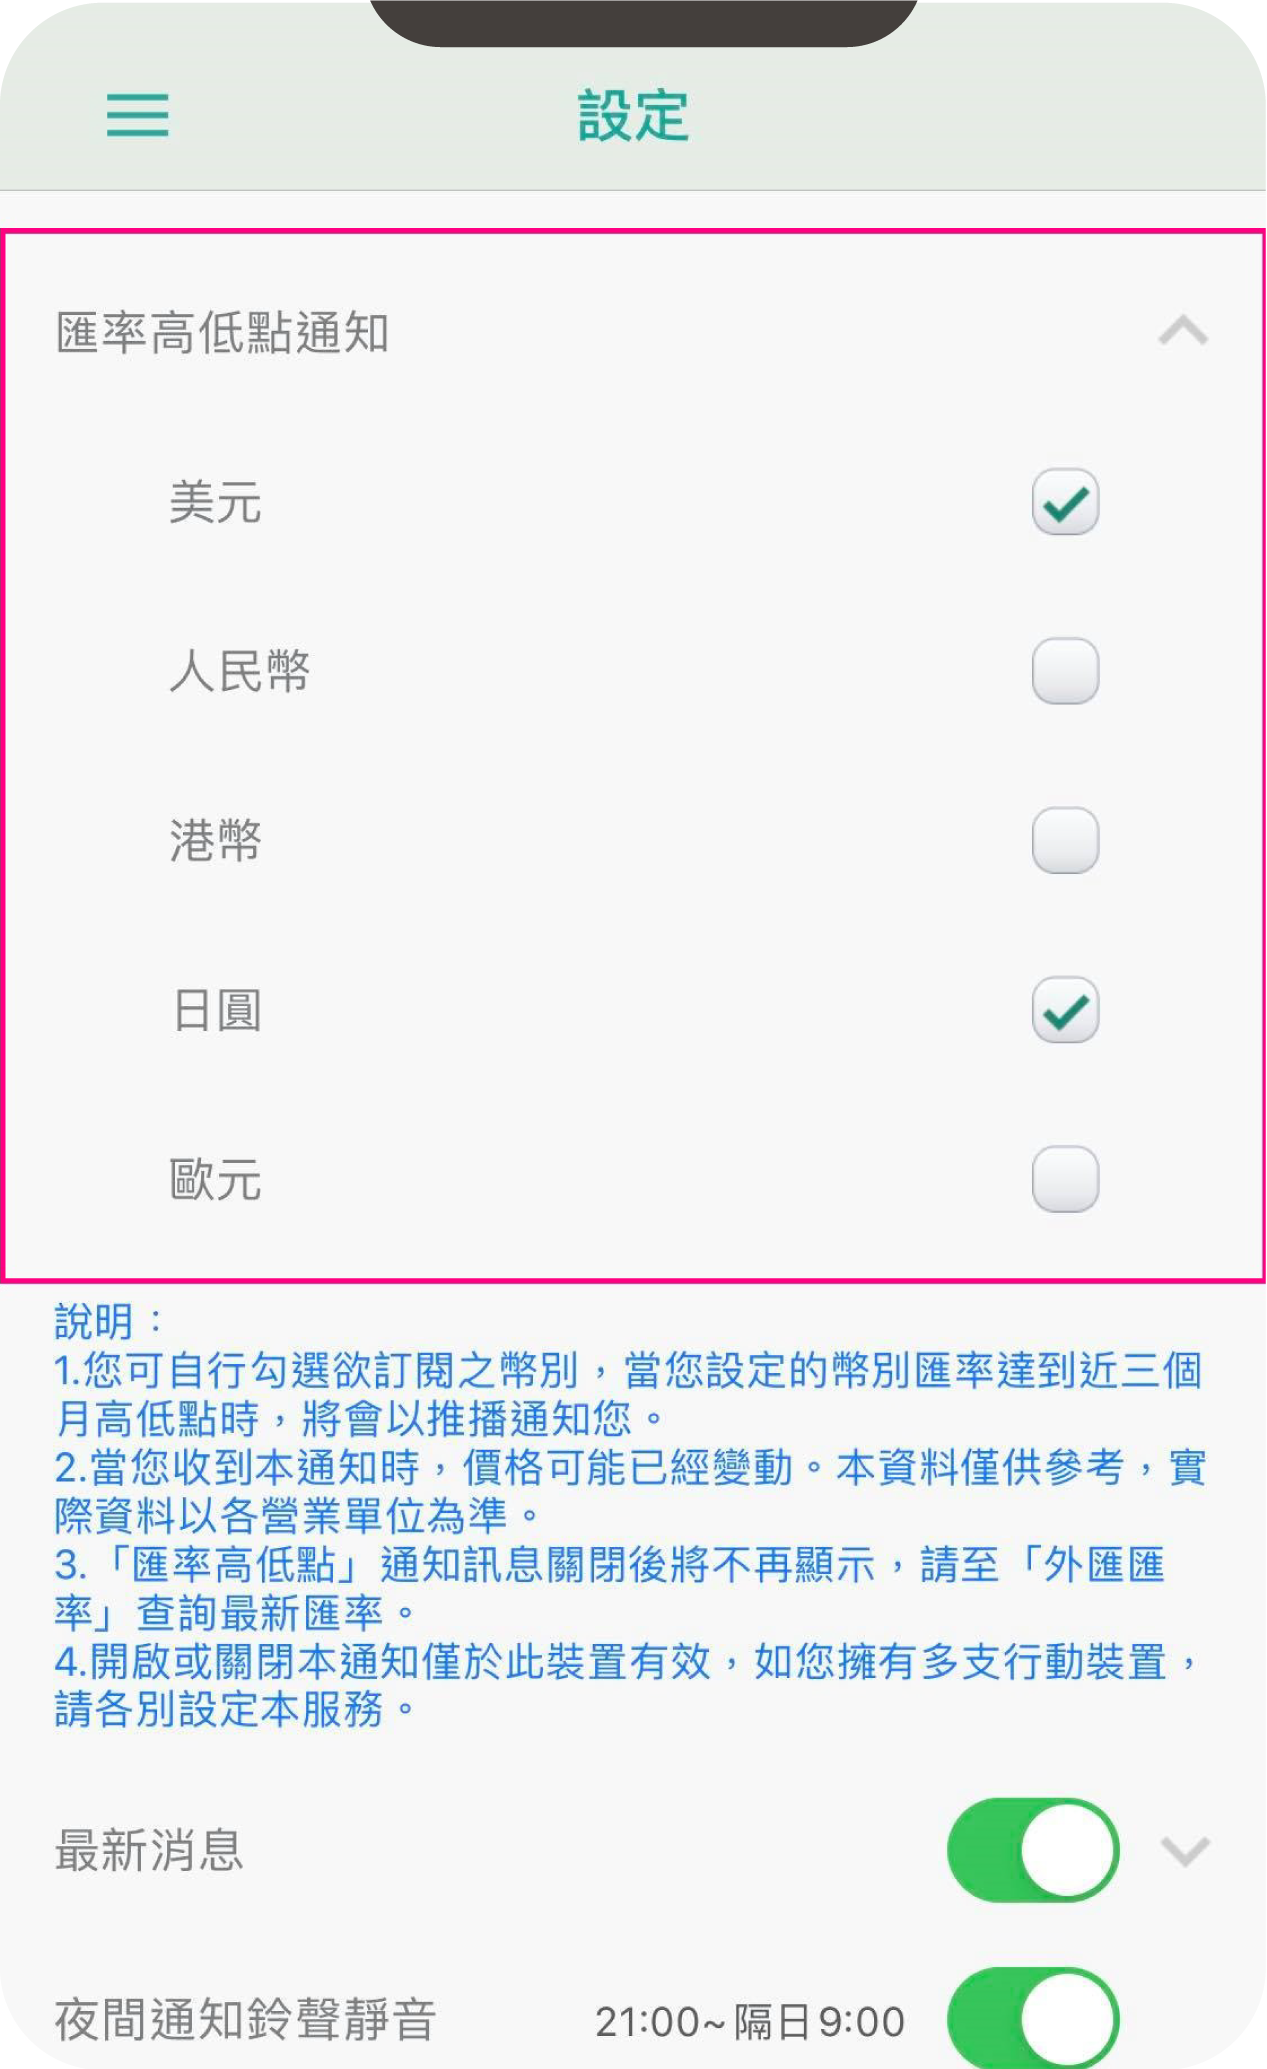 設定
匯率高低點通知
美元
人民幣
港幣
日圓
歐元
說明：
1.您可自行勾選欲訂閱之幣別，當您設定的幣別匯率達到近三個
月高低點時，將會以推播通知您。
2.當您收到本通知時，價格可能已經變動。本資料僅供參考，實
際資料以各營業單位為準。
3.「匯率高低點」通知訊息關閉後將不再顯示，請至「外匯匯
率」查詢最新匯率。
4.開啟或關閉本通知僅於此裝置有效，如您擁有多支行動裝置，
請各別設定本服務。
最新消息
夜間通知鈴聲靜音 21:00~隔日9:00